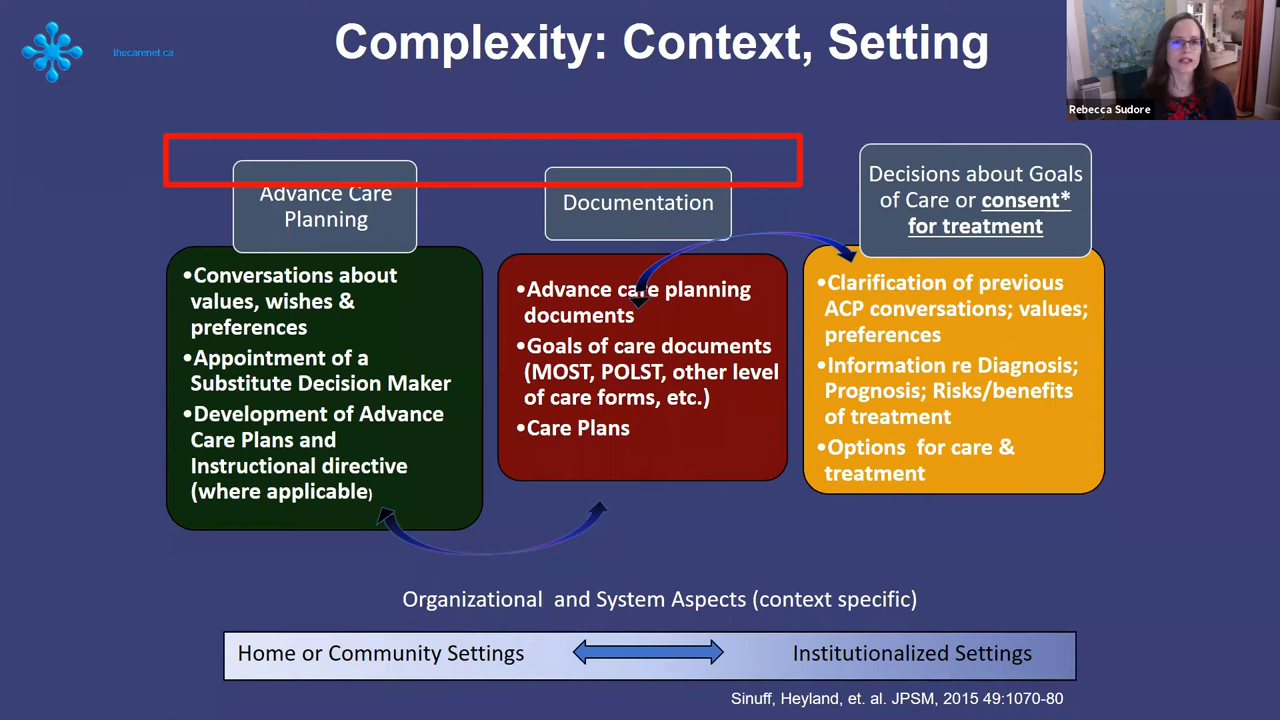 thecarenet.ca
Complexity: Context, Setting
Rebecca Sudore
Advance Care
Planning
•Conversations about
values, wishes &
preferences
•Appointment of a
Substitute Decision Maker
•Development of Advance
Care Plans and
Instructional directive
(where applicable)
Documentation
•Advance care planning
documents
•Goals of care documents
(MOST, POLST, other level
of care forms, etc.)
•Care Plans
Decisions about Goals
of Care or consent*
for treatment
•Clarification of previous
ACP conversations; values;
preferences
•Information re Diagnosis;
Prognosis; Risks/benefits
of treatment
•Options for care &
treatment
Organizational and System Aspects (context specific)
Home or Community Settings
Institutionalized Settings
Sinuff, Heyland, et. al. JPSM, 2015 49:1070-80